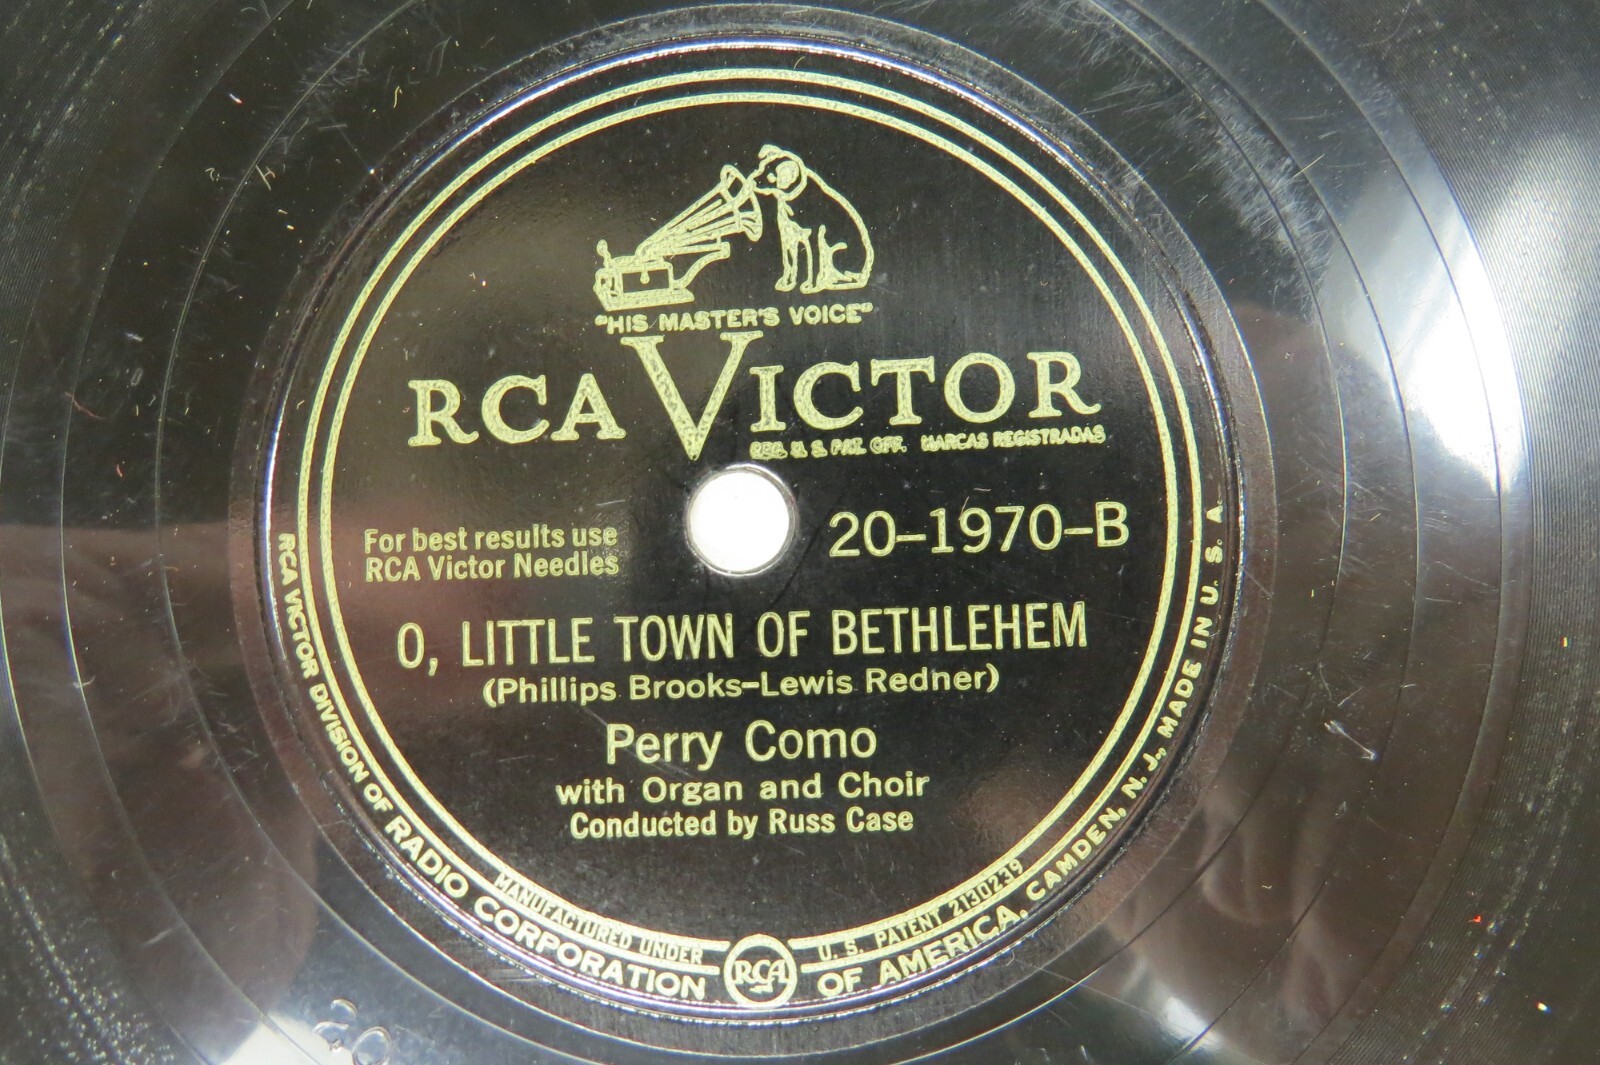 "HIS MASTER'S VOICE"
RCA VICTOR
REG. U. S. PAT. OFF. MARCAS REGISTRADAS
For best results use
RCA Victor Needles
20-1970-B
O, LITTLE TOWN OF BETHLEHEM
(Phillips Brooks-Lewis Redner)
Perry Como
with Organ and Choir
Conducted by Russ Case
MANUFACTURED UNDER U. S. PATENT 2130239
RCA
RCA VICTOR DIVISION OF RADIO CORPORATION OF AMERICA, CAMDEN, N. J., MADE IN U. S. A.